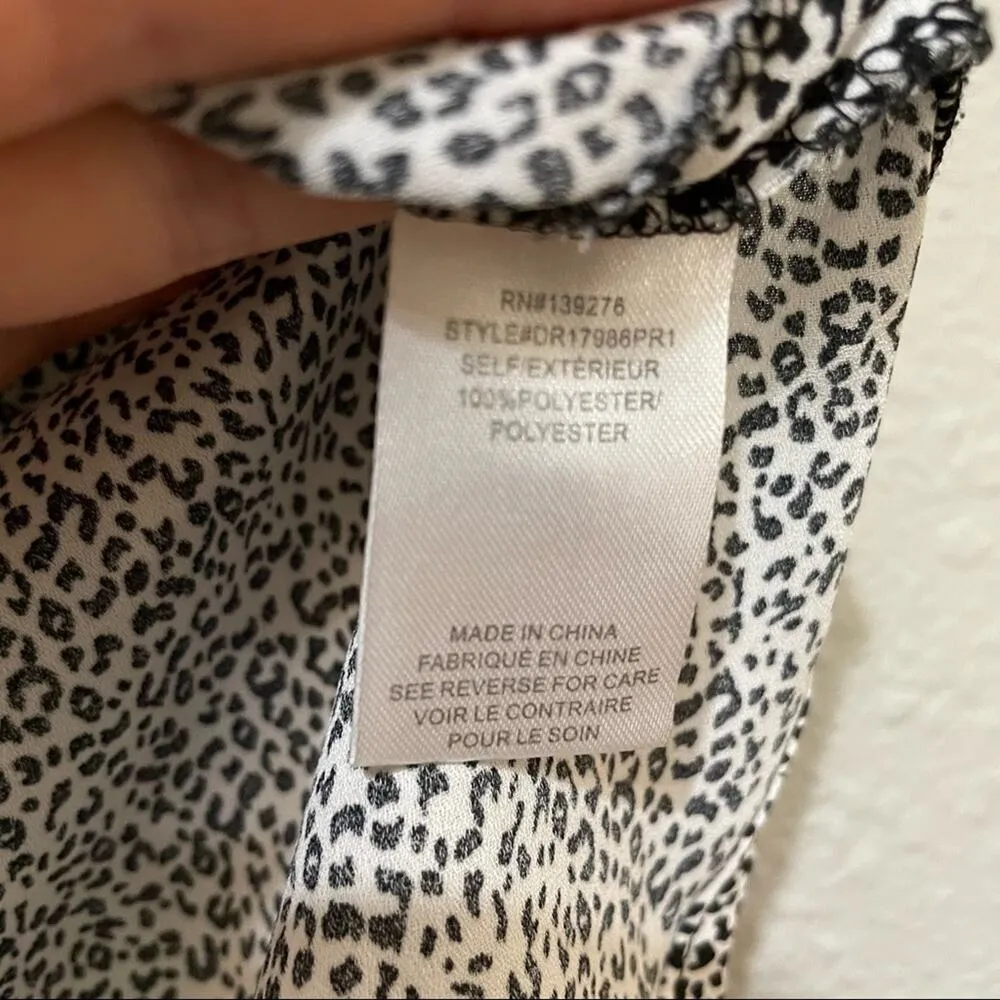 RN#139276
STYLE#DR17986PR1
SELF/EXTÉRIEUR
100%POLYESTER/
POLYESTER
MADE IN CHINA
FABRIQUÉ EN CHINE
SEE REVERSE FOR CARE
VOIR LE CONTRAIRE
POUR LE SOIN